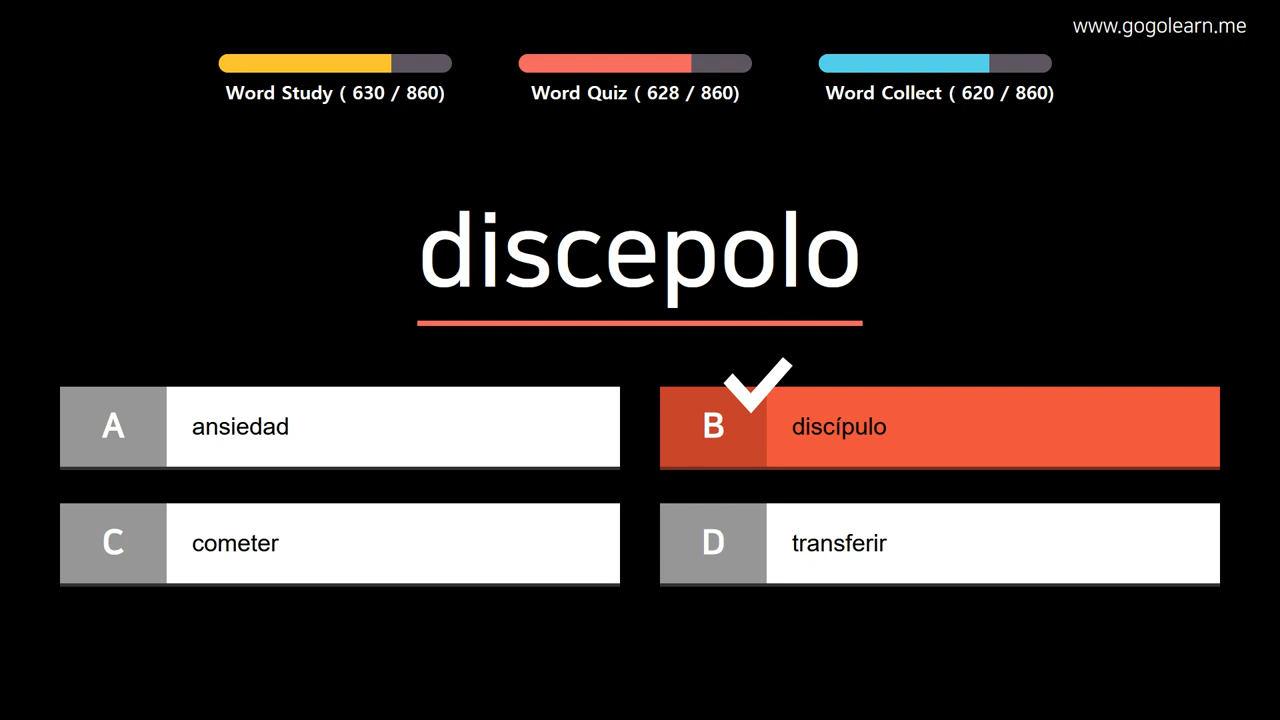 www.gogolearn.me
Word Study ( 630 / 860)
Word Quiz ( 628 / 860)
Word Collect ( 620 / 860)
discepolo
A ansiedad
B discípulo
C cometer
D transferir